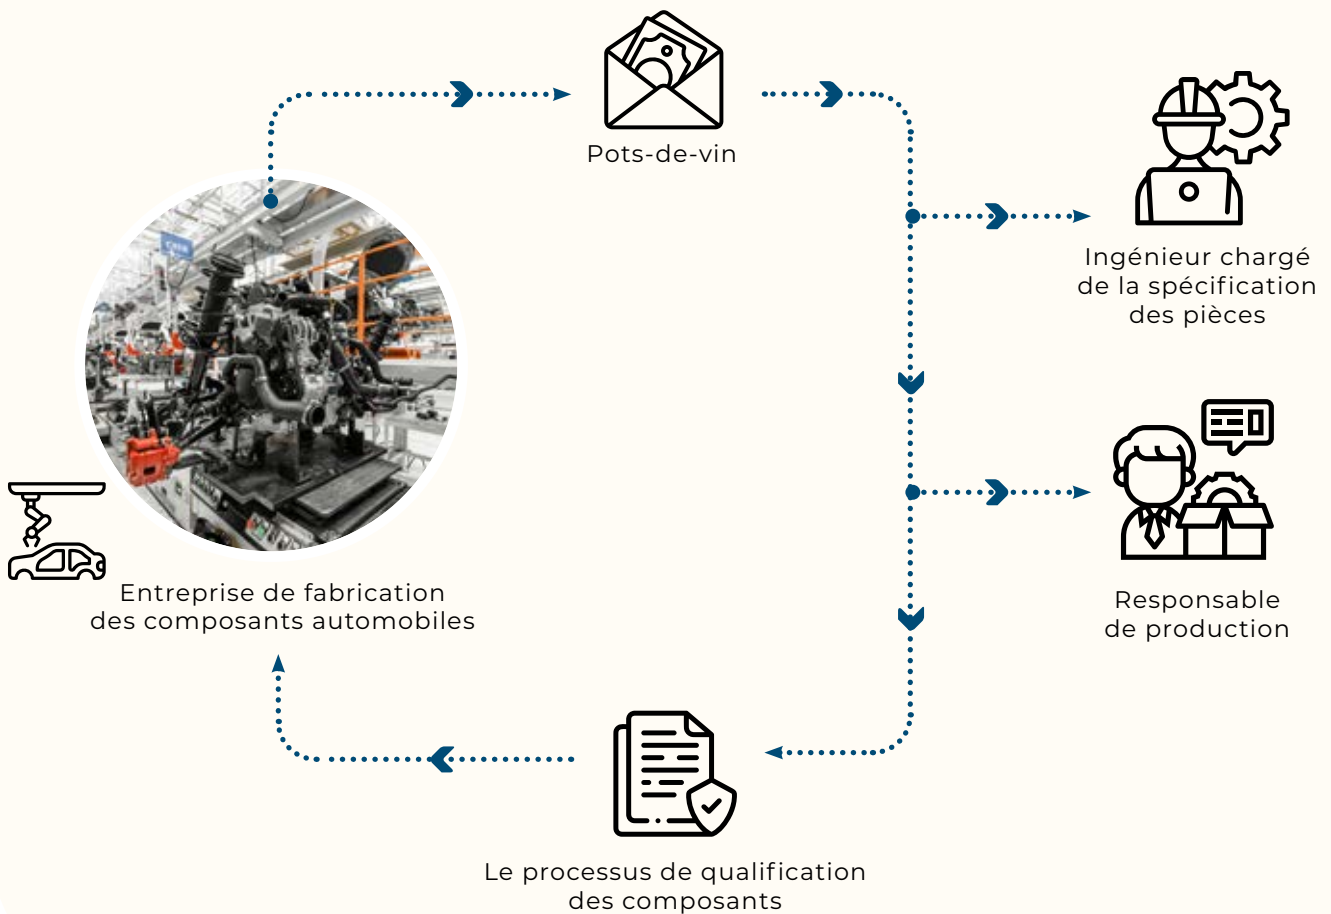 Pots-de-vin
Ingénieur chargé
de la spécification
des pièces
Entreprise de fabrication
des composants automobiles
Responsable
de production
Le processus de qualification
des composants